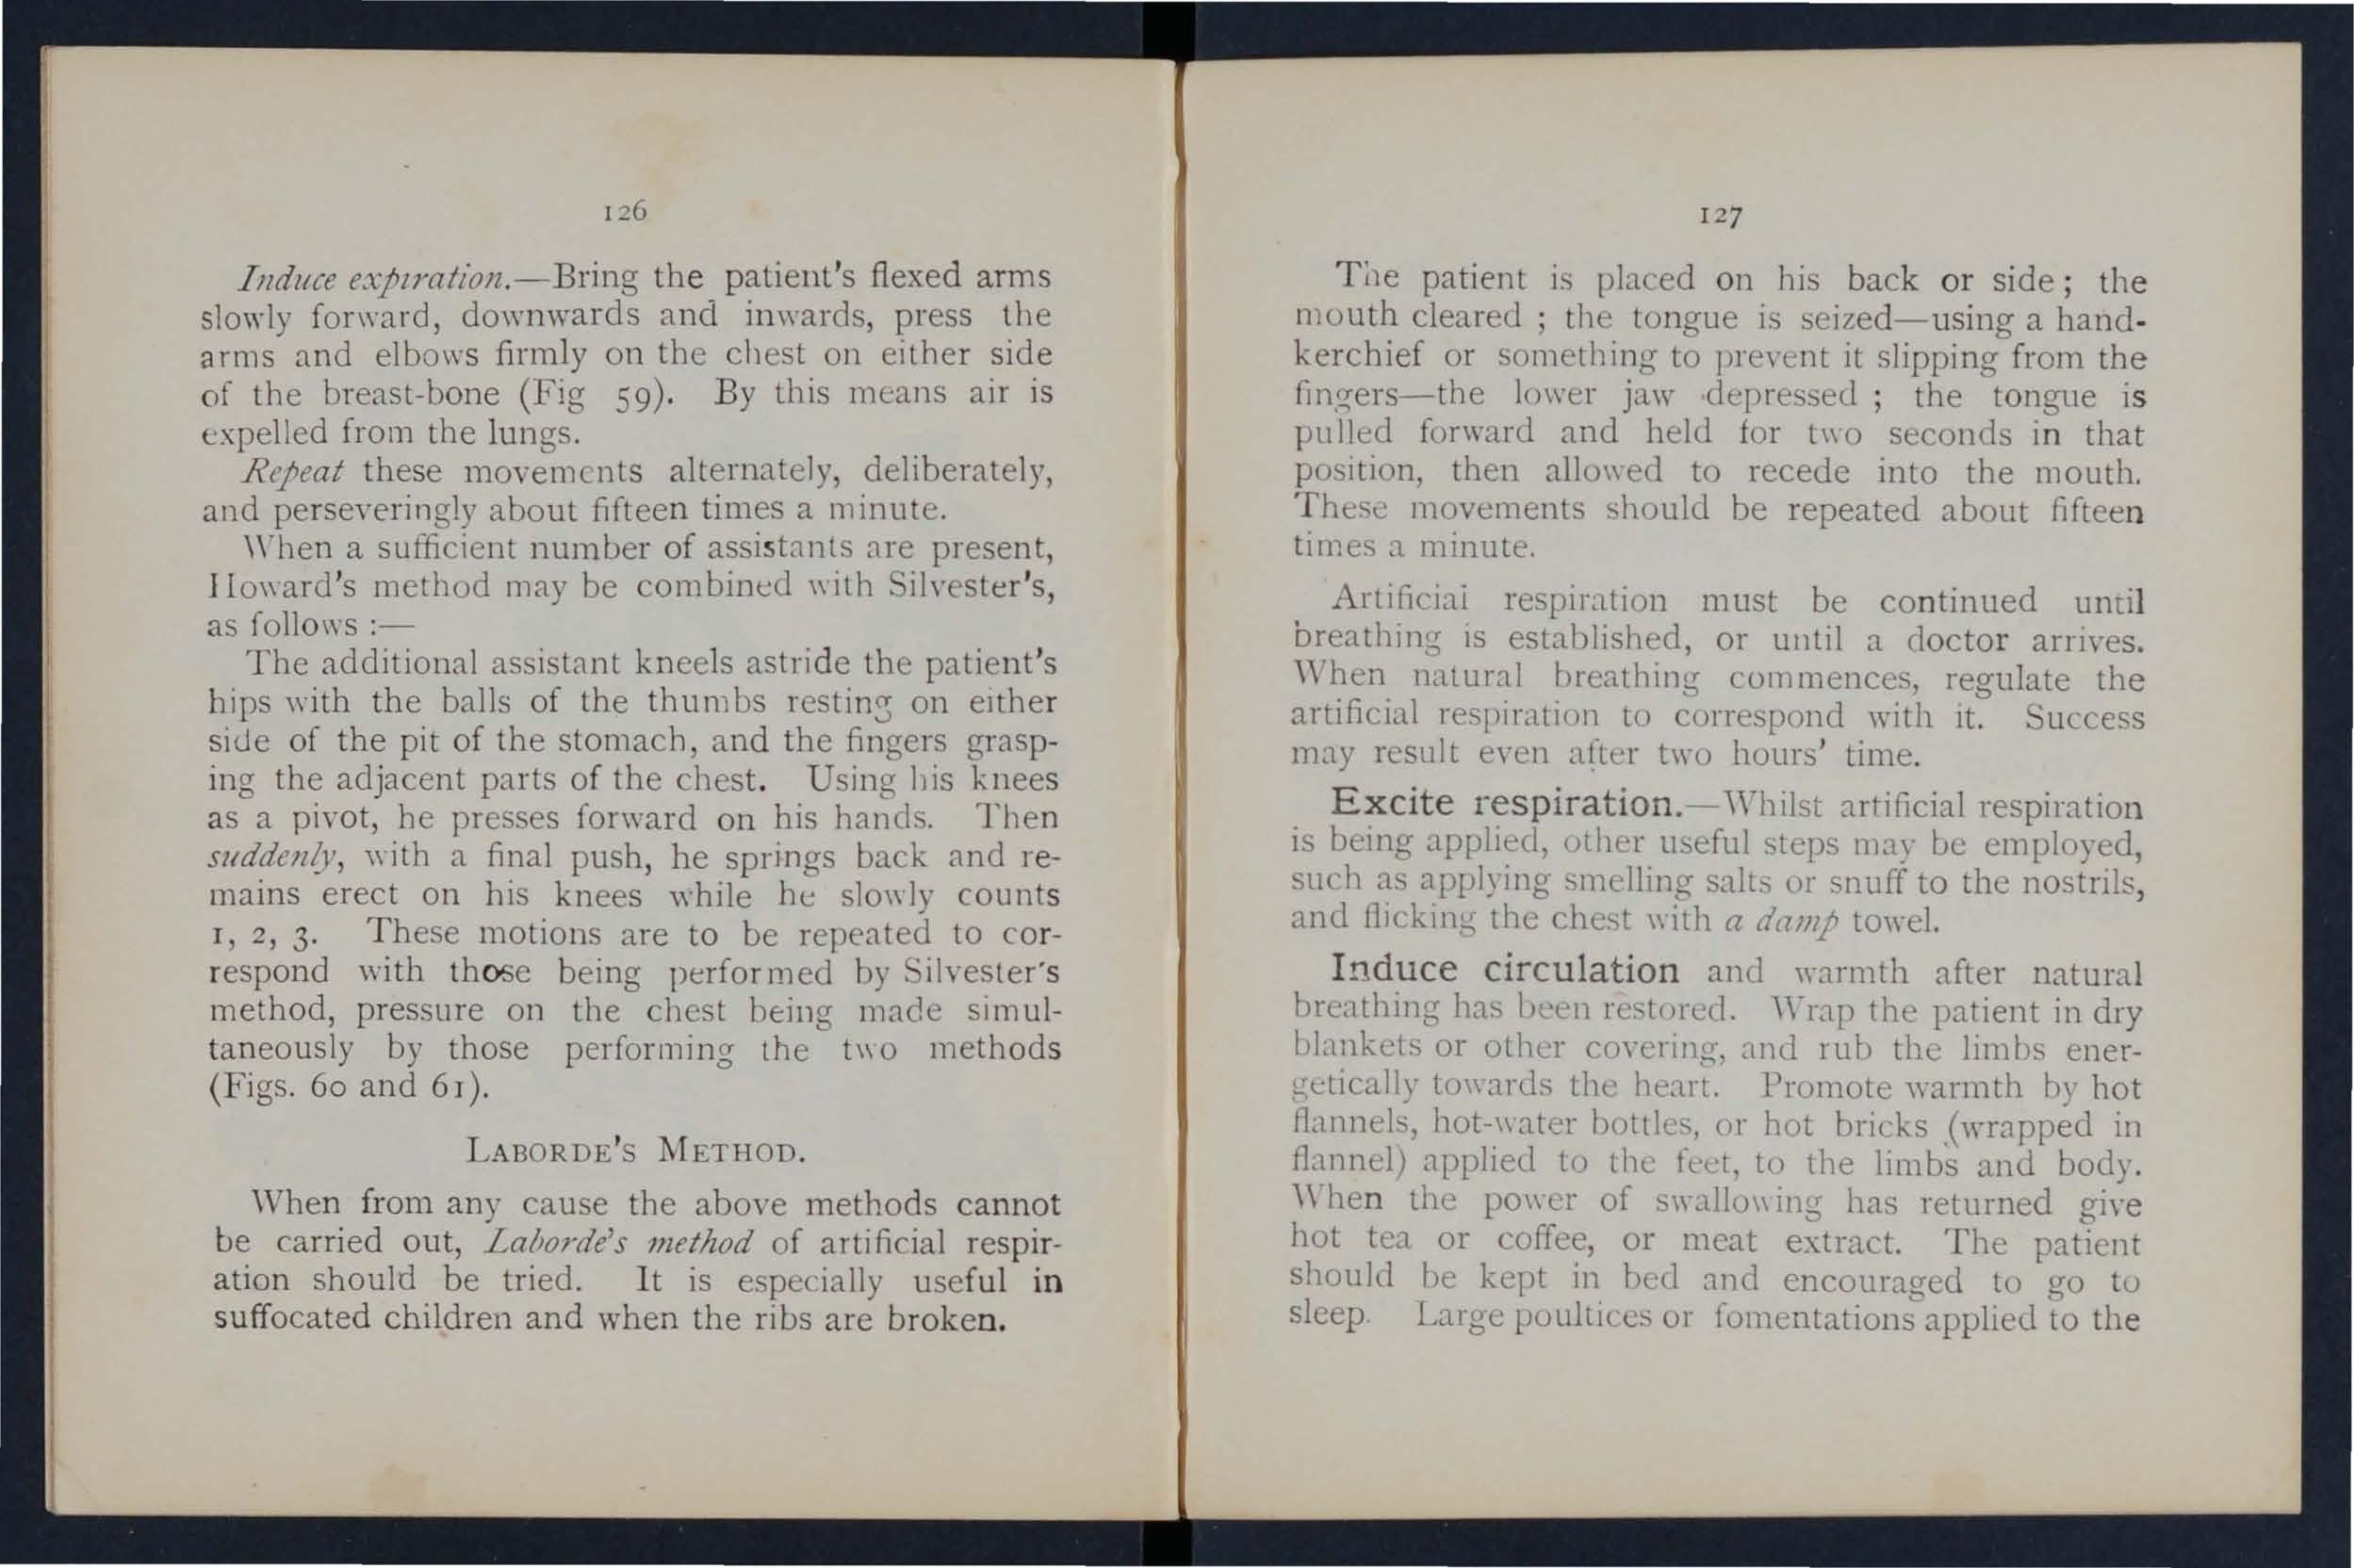 126
Induce expiration.—Bring the patient's flexed arms
slowly forward, downwards and inwards, press the
arms and elbows firmly on the chest on either side
of the breast-bone (Fig 59). By this means air is
expelled from the lungs.
Repeat these movements alternately, deliberately,
and perseveringly about fifteen times a minute.
When a sufficient number of assistants are present,
Howard's method may be combined with Silvester's,
as follows :—
The additional assistant kneels astride the patient's
hips with the balls of the thumbs resting on either
side of the pit of the stomach, and the fingers grasp-
ing the adjacent parts of the chest. Using his knees
as a pivot, he presses forward on his hands. Then
suddenly, with a final push, he springs back and re-
mains erect on his knees while he slowly counts
1, 2, 3. These motions are to be repeated to cor-
respond with those being performed by Silvester's
method, pressure on the chest being made simul-
taneously by those performing the two methods
(Figs. 60 and 61).
LABORDE'S METHOD.
When from any cause the above methods cannot
be carried out, Laborde's method of artificial respir-
ation should be tried. It is especially useful in
suffocated children and when the ribs are broken.
127
The patient is placed on his back or side; the
mouth cleared ; the tongue is seized—using a hand-
kerchief or something to prevent it slipping from the
fingers—the lower jaw depressed ; the tongue is
pulled forward and held for two seconds in that
position, then allowed to recede into the mouth.
These movements should be repeated about fifteen
times a minute.
Artificial respiration must be continued until
breathing is established, or until a doctor arrives.
When natural breathing commences, regulate the
artificial respiration to correspond with it. Success
may result even after two hours' time.
Excite respiration.—Whilst artificial respiration
is being applied, other useful steps may be employed,
such as applying smelling salts or snuff to the nostrils,
and flicking the chest with a damp towel.
Induce circulation and warmth after natural
breathing has been restored. Wrap the patient in dry
blankets or other covering, and rub the limbs ener-
getically towards the heart. Promote warmth by hot
flannels, hot-water bottles, or hot bricks (wrapped in
flannel) applied to the feet, to the limbs and body.
When the power of swallowing has returned give
hot tea or coffee, or meat extract. The patient
should be kept in bed and encouraged to go to
sleep. Large poultices or fomentations applied to the